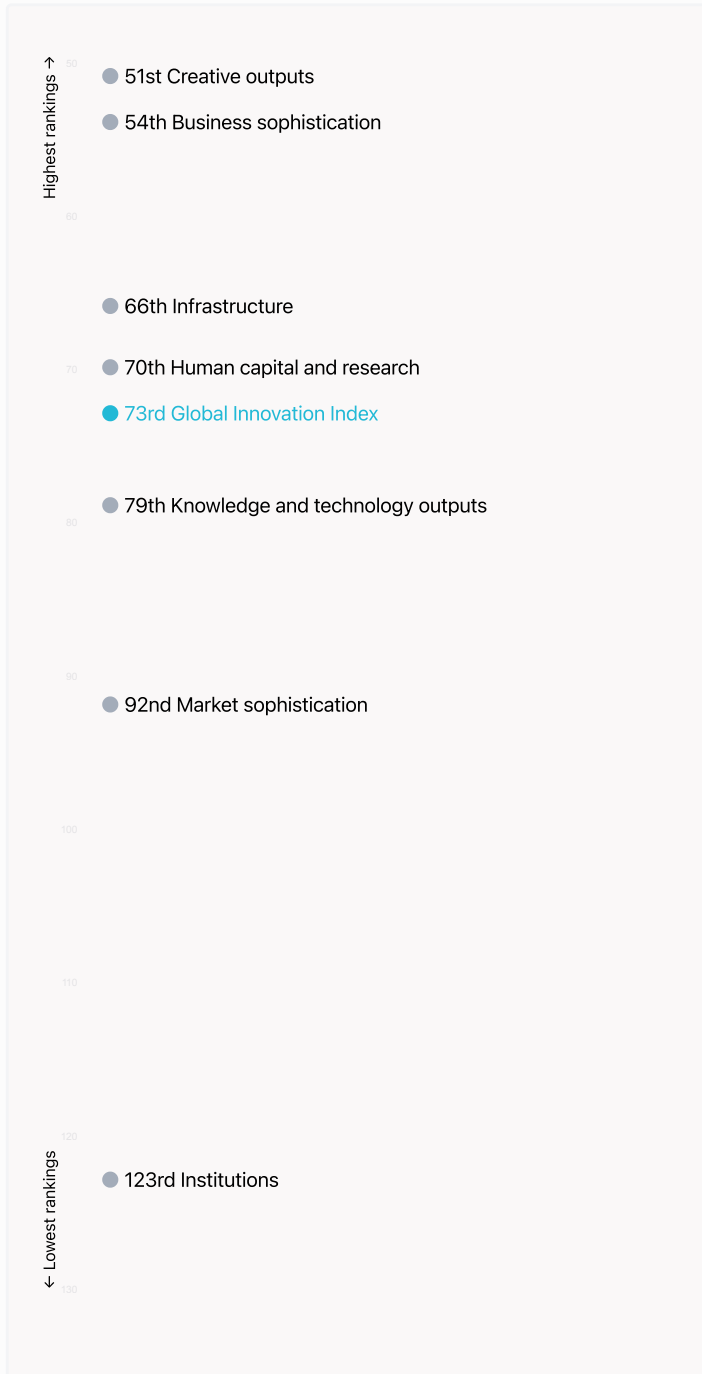 Highest rankings →
50
51st Creative outputs
54th Business sophistication
60
66th Infrastructure
70
70th Human capital and research
73rd Global Innovation Index
79th Knowledge and technology outputs
80
90
92nd Market sophistication
100
110
120
← Lowest rankings
123rd Institutions
130